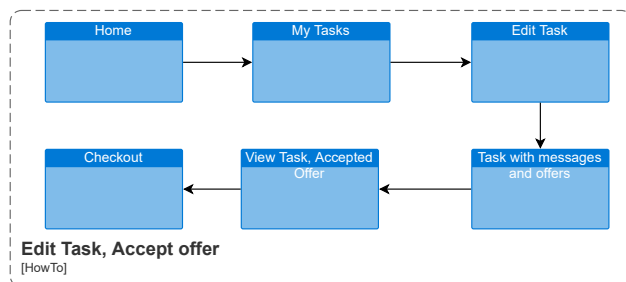 Home
My Tasks
Edit Task
Checkout
View Task, Accepted
Offer
Task with messages
and offers
Edit Task, Accept offer
[HowTo]